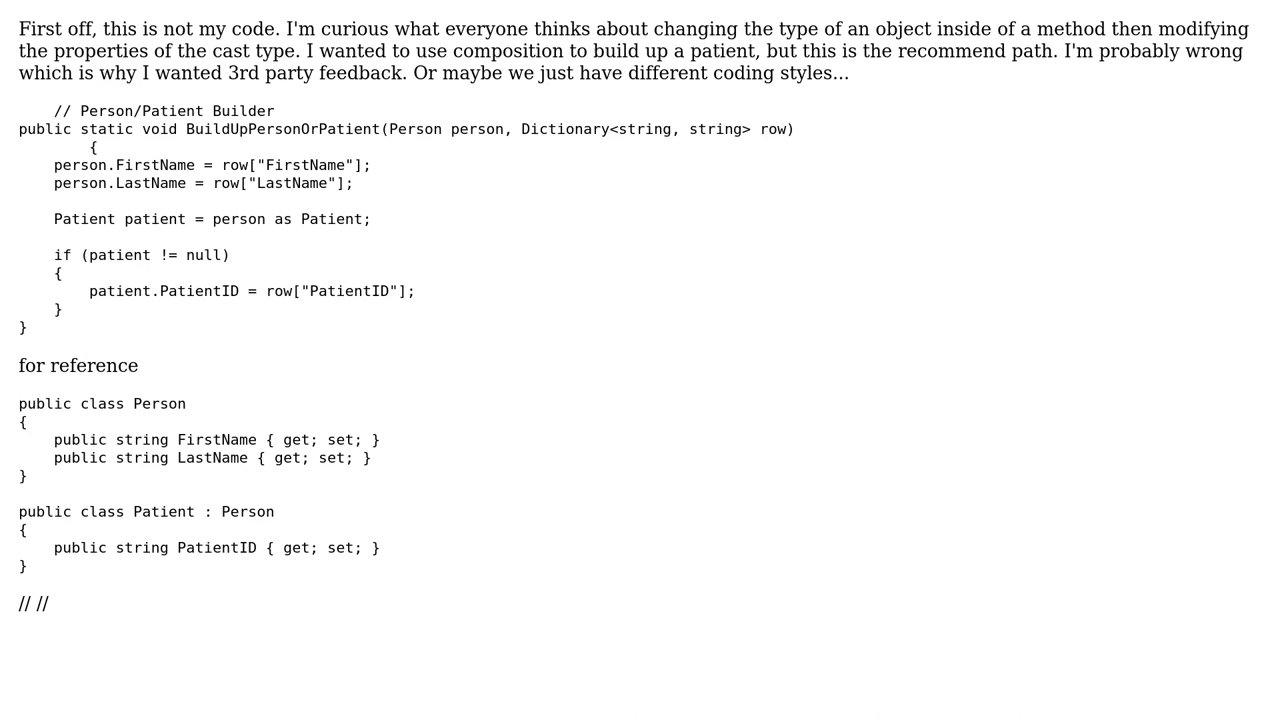 First off, this is not my code. I'm curious what everyone thinks about changing the type of an object inside of a method then modifying
the properties of the cast type. I wanted to use composition to build up a patient, but this is the recommend path. I'm probably wrong
which is why I wanted 3rd party feedback. Or maybe we just have different coding styles...
    // Person/Patient Builder
public static void BuildUpPersonOrPatient(Person person, Dictionary<string, string> row)
        {
    person.FirstName = row["FirstName"];
    person.LastName = row["LastName"];

    Patient patient = person as Patient;

    if (patient != null)
    {
        patient.PatientID = row["PatientID"];
    }
}
for reference
public class Person
{
    public string FirstName { get; set; }
    public string LastName { get; set; }
}

public class Patient : Person
{
    public string PatientID { get; set; }
}
// //